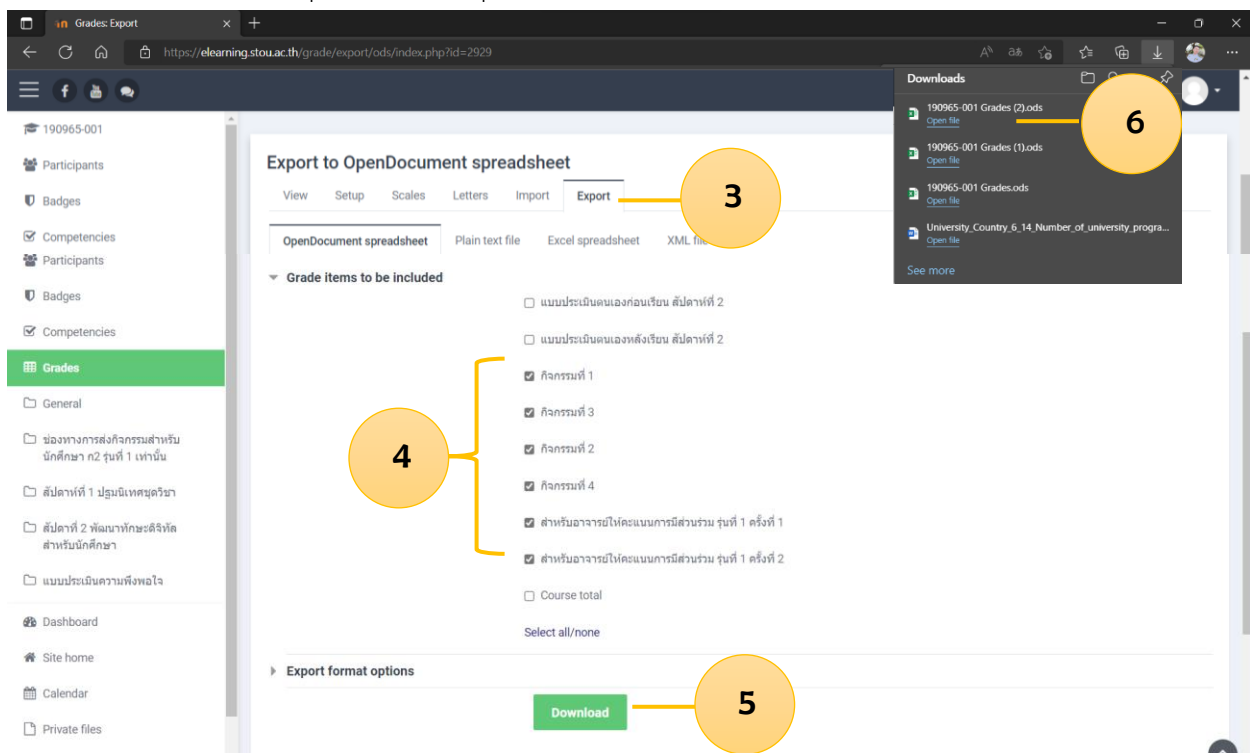 Grades: Export
https://elearning.stou.ac.th/grade/export/ods/index.php?id=2929
Downloads
190965-001 Grades (2).ods
Open file
190965-001 Grades (1).ods
Open file
190965-001 Grades.ods
Open file
University_Country_6_14_Number_of_university_progra...
Open file
See more
6
190965-001
Participants
Badges
Competencies
Participants
Badges
Competencies
Grades
General
ช่องทางการส่งกิจกรรมสำหรับ
นักศึกษา ก2 รุ่นที่ 1 เท่านั้น
สัปดาห์ที่ 1 ปฐมนิเทศชุดวิชา
สัปดาที่ 2 พัฒนาทักษะดิจิทัล
สำหรับนักศึกษา
แบบประเมินความพึงพอใจ
Dashboard
Site home
Calendar
Private files
Export to OpenDocument spreadsheet
View Setup Scales Letters Import Export
3
OpenDocument spreadsheet Plain text file Excel spreadsheet XML file
Grade items to be included
แบบประเมินตนเองก่อนเรียน สัปดาห์ที่ 2
แบบประเมินตนเองหลังเรียน สัปดาห์ที่ 2
กิจกรรมที่ 1
กิจกรรมที่ 3
กิจกรรมที่ 2
กิจกรรมที่ 4
สำหรับอาจารย์ให้คะแนนการมีส่วนร่วม รุ่นที่ 1 ครั้งที่ 1
สำหรับอาจารย์ให้คะแนนการมีส่วนร่วม รุ่นที่ 1 ครั้งที่ 2
4
Course total
Select all/none
Export format options
Download
5